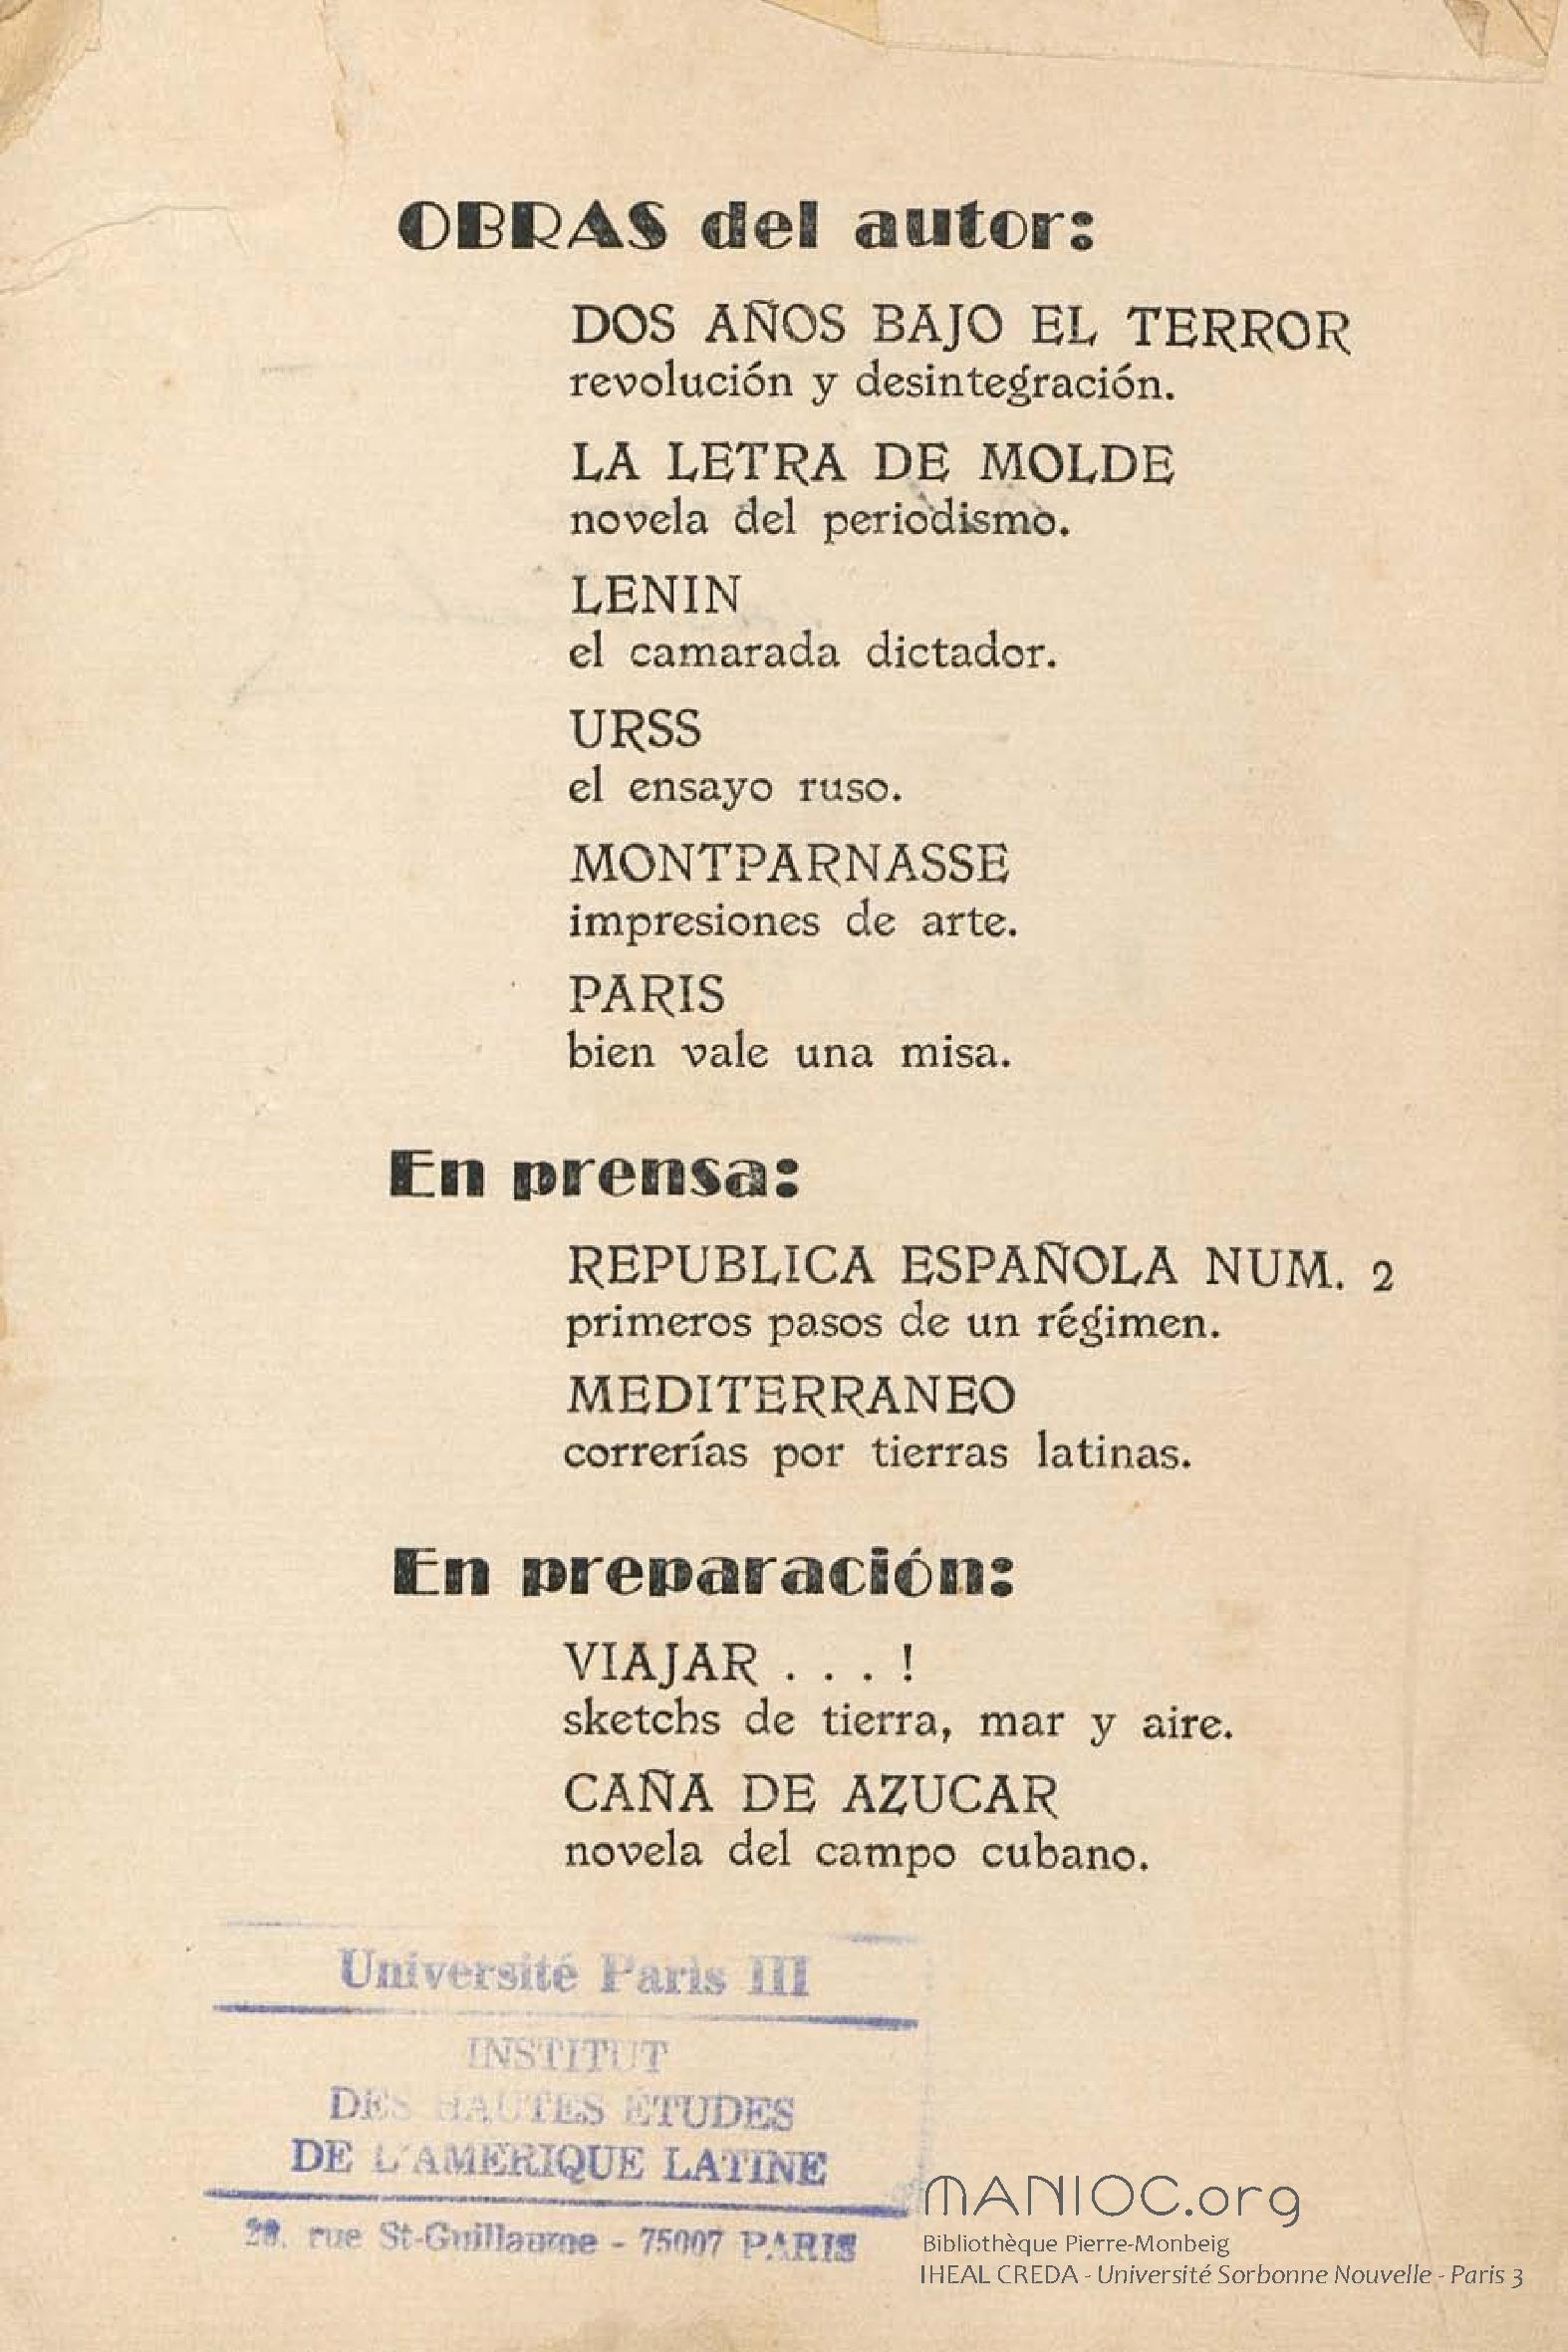 OBRAS del autor:
DOS AÑOS BAJO EL TERROR
revolución y desintegración.
LA LETRA DE MOLDE
novela del periodismo.
LENIN
el camarada dictador.
URSS
el ensayo ruso.
MONTPARNASSE
impresiones de arte.
PARIS
bien vale una misa.
En prensa:
REPUBLICA ESPAÑOLA NUM. 2
primeros pasos de un régimen.
MEDITERRANEO
correrías por tierras latinas.
En preparación:
VIAJAR . . . !
sketchs de tierra, mar y aire.
CAÑA DE AZUCAR
novela del campo cubano.
Université Paris III
INSTITUT
DES HAUTES ÉTUDES
DE L'AMERIQUE LATINE
28, rue St-Guillaume - 75007 PARIS
MANIOC.org
Bibliothèque Pierre-Monbeig
IHEAL CREDA - Université Sorbonne Nouvelle - Paris 3